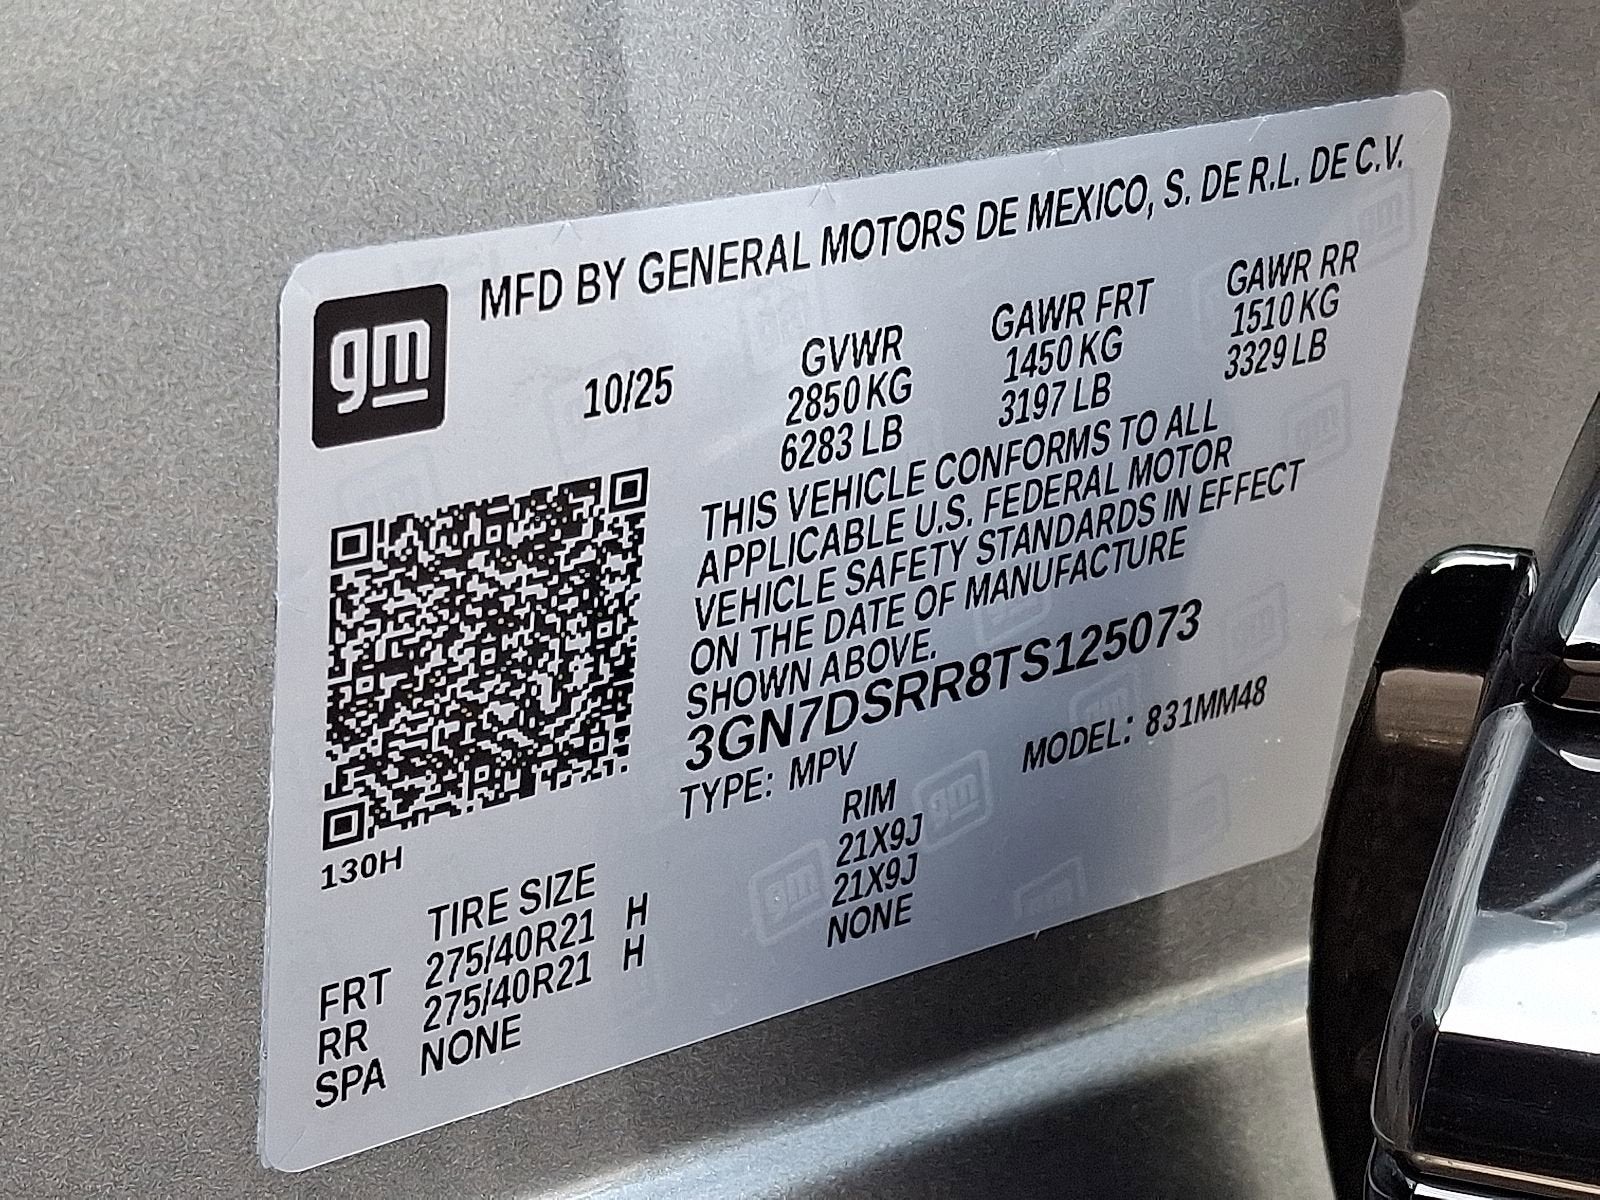 MFD BY GENERAL MOTORS DE MEXICO, S. DE R.L. DE C.V.
gm
10/25 GVWR GAWR FRT GAWR RR
2850 KG 1450 KG 1510 KG
6283 LB 3197 LB 3329 LB
THIS VEHICLE CONFORMS TO ALL
APPLICABLE U.S. FEDERAL MOTOR
VEHICLE SAFETY STANDARDS IN EFFECT
ON THE DATE OF MANUFACTURE
SHOWN ABOVE.
3GN7DSRR8TS125073
TYPE: MPV MODEL: 831MM48
130H
TIRE SIZE RIM
FRT 275/40R21 H 21X9J
RR 275/40R21 H 21X9J
SPA NONE NONE